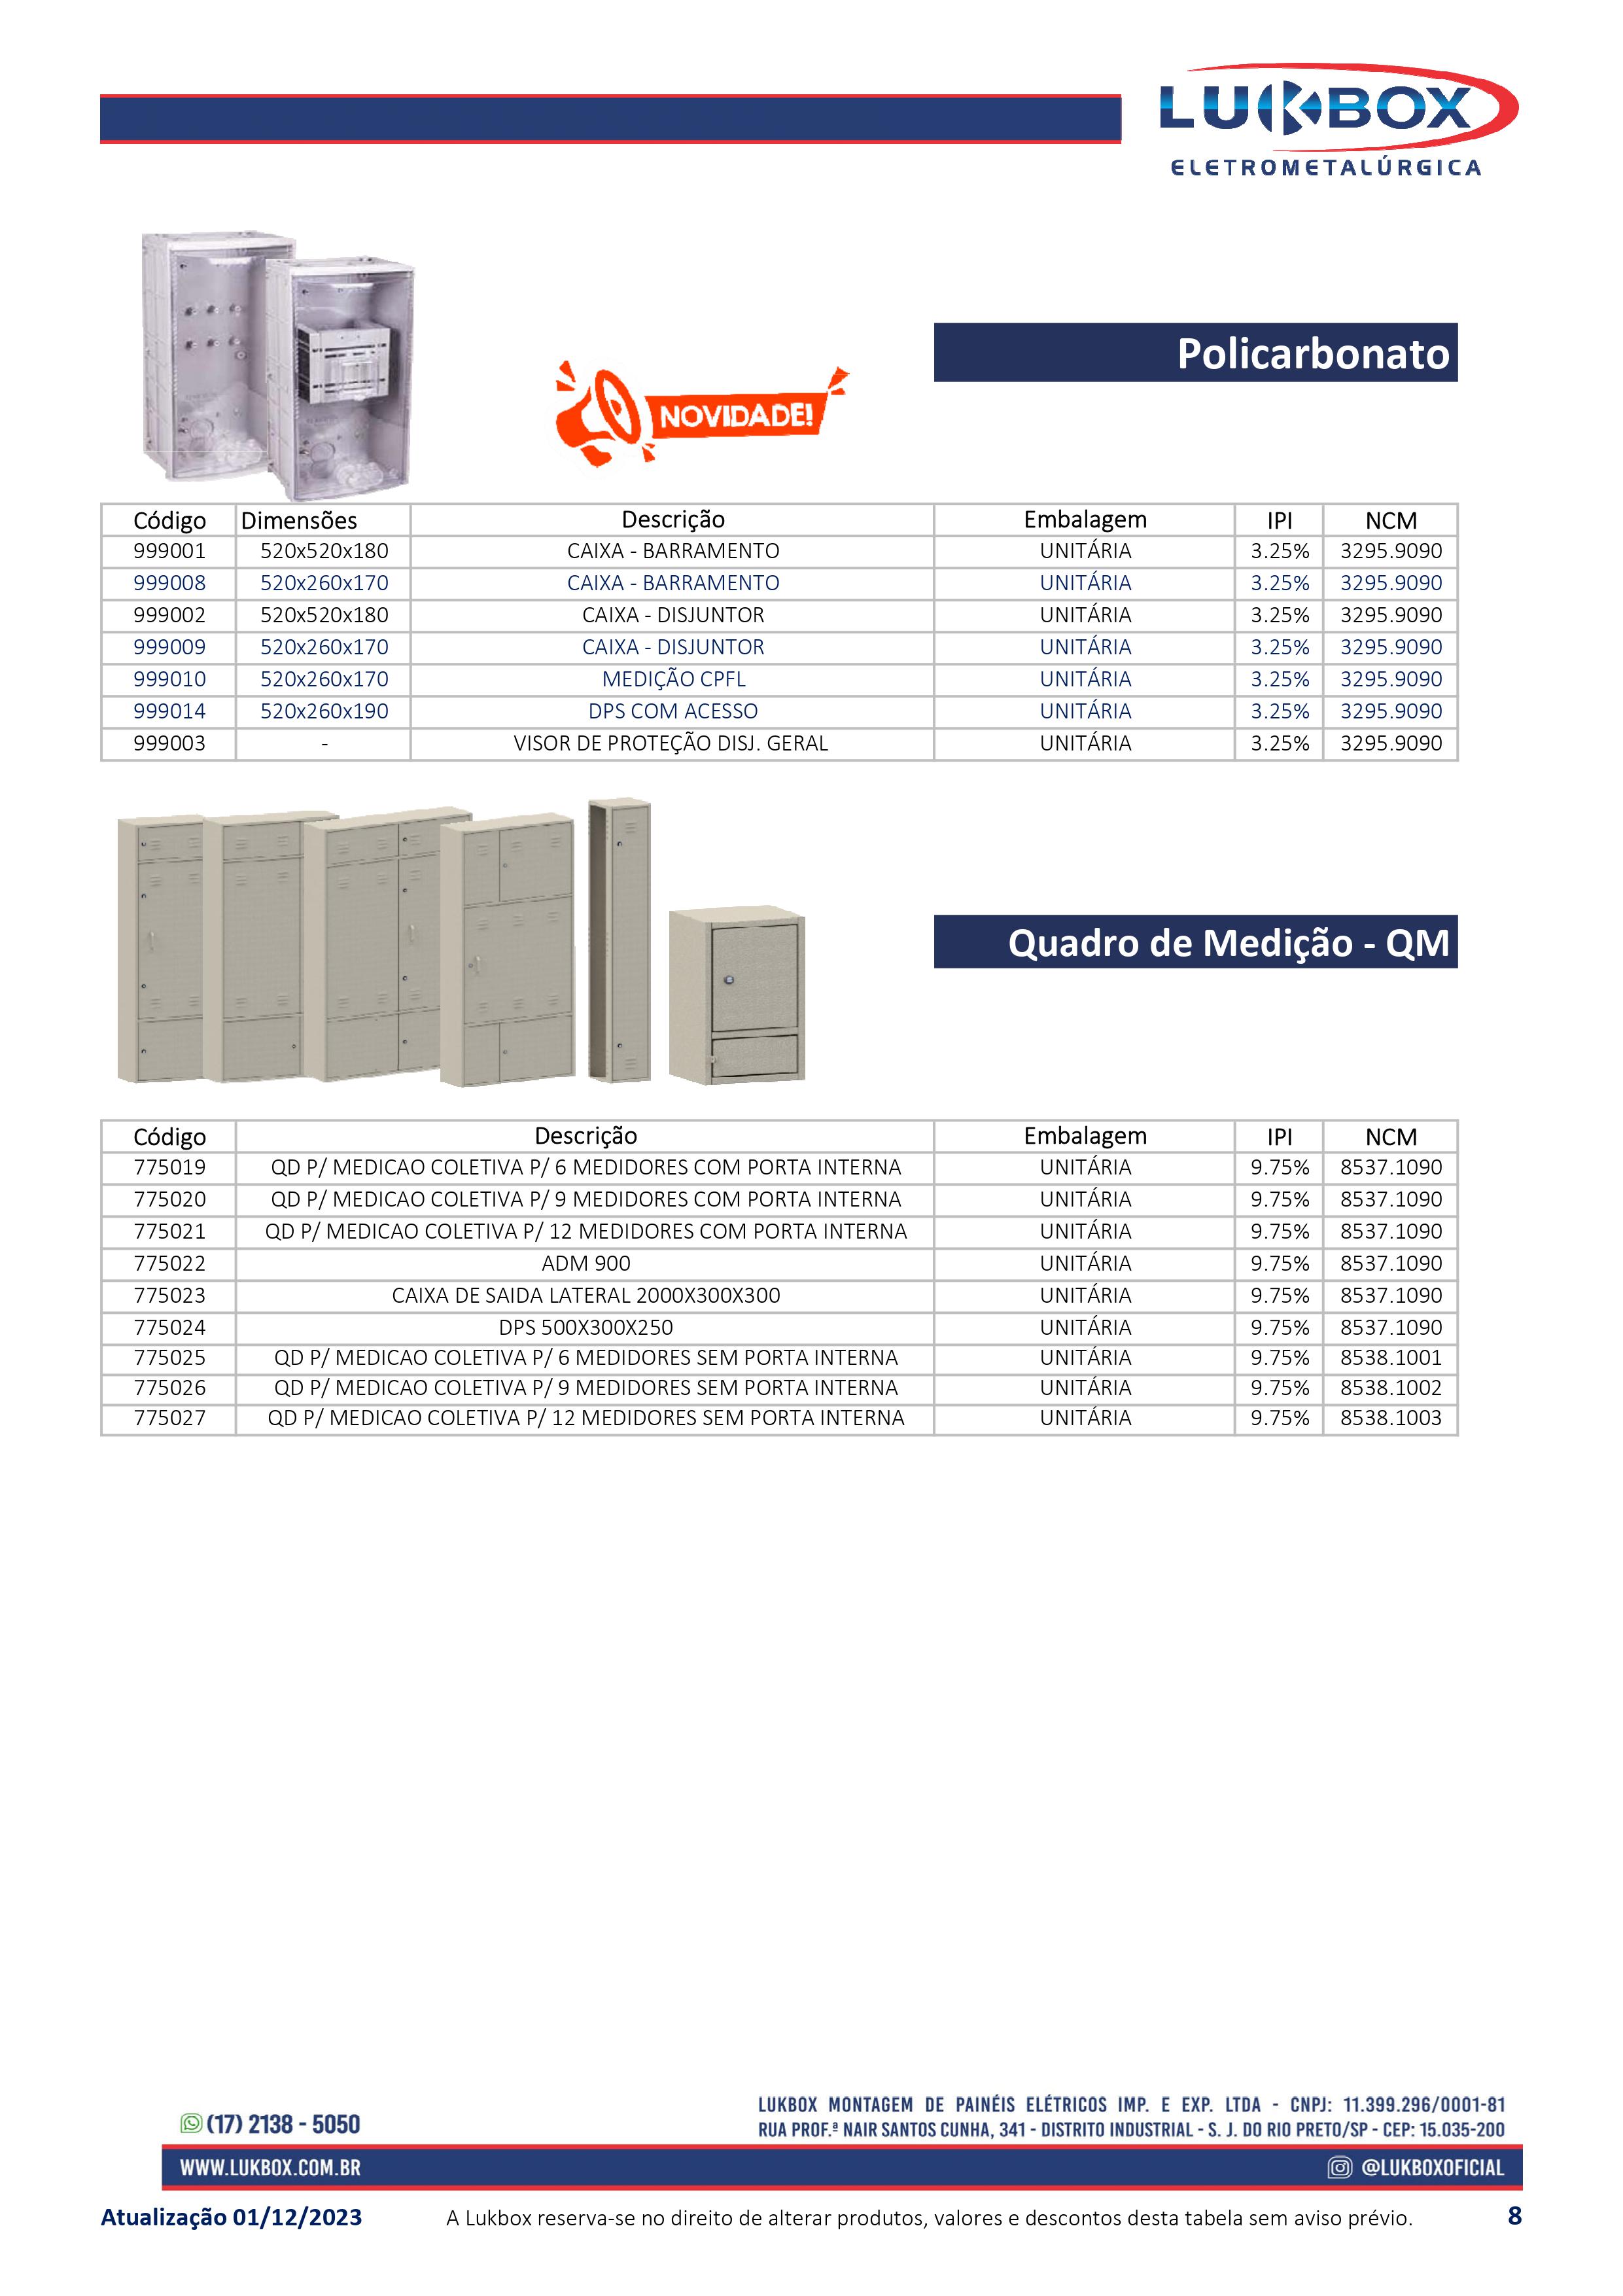 LUKBOX
ELETROMETALÚRGICA
Policarbonato
NOVIDADE!
Código Dimensões Descrição Embalagem IPI NCM
999001 520x520x180 CAIXA - BARRAMENTO UNITÁRIA 3.25% 3295.9090
999008 520x260x170 CAIXA - BARRAMENTO UNITÁRIA 3.25% 3295.9090
999002 520x520x180 CAIXA - DISJUNTOR UNITÁRIA 3.25% 3295.9090
999009 520x260x170 CAIXA - DISJUNTOR UNITÁRIA 3.25% 3295.9090
999010 520x260x170 MEDIÇÃO CPFL UNITÁRIA 3.25% 3295.9090
999014 520x260x190 DPS COM ACESSO UNITÁRIA 3.25% 3295.9090
999003 - VISOR DE PROTEÇÃO DISJ. GERAL UNITÁRIA 3.25% 3295.9090
Quadro de Medição - QM
Código Descrição Embalagem IPI NCM
775019 QD P/ MEDICAO COLETIVA P/ 6 MEDIDORES COM PORTA INTERNA UNITÁRIA 9.75% 8537.1090
775020 QD P/ MEDICAO COLETIVA P/ 9 MEDIDORES COM PORTA INTERNA UNITÁRIA 9.75% 8537.1090
775021 QD P/ MEDICAO COLETIVA P/ 12 MEDIDORES COM PORTA INTERNA UNITÁRIA 9.75% 8537.1090
775022 ADM 900 UNITÁRIA 9.75% 8537.1090
775023 CAIXA DE SAIDA LATERAL 2000X300X300 UNITÁRIA 9.75% 8537.1090
775024 DPS 500X300X250 UNITÁRIA 9.75% 8537.1090
775025 QD P/ MEDICAO COLETIVA P/ 6 MEDIDORES SEM PORTA INTERNA UNITÁRIA 9.75% 8538.1001
775026 QD P/ MEDICAO COLETIVA P/ 9 MEDIDORES SEM PORTA INTERNA UNITÁRIA 9.75% 8538.1002
775027 QD P/ MEDICAO COLETIVA P/ 12 MEDIDORES SEM PORTA INTERNA UNITÁRIA 9.75% 8538.1003
LUKBOX MONTAGEM DE PAINÉIS ELÉTRICOS IMP. E EXP. LTDA - CNPJ: 11.399.296/0001-81
(17) 2138 - 5050
RUA PROF.ª NAIR SANTOS CUNHA, 341 - DISTRITO INDUSTRIAL - S. J. DO RIO PRETO/SP - CEP: 15.035-200
WWW.LUKBOX.COM.BR @LUKBOXOFICIAL
Atualização 01/12/2023 A Lukbox reserva-se no direito de alterar produtos, valores e descontos desta tabela sem aviso prévio. 8